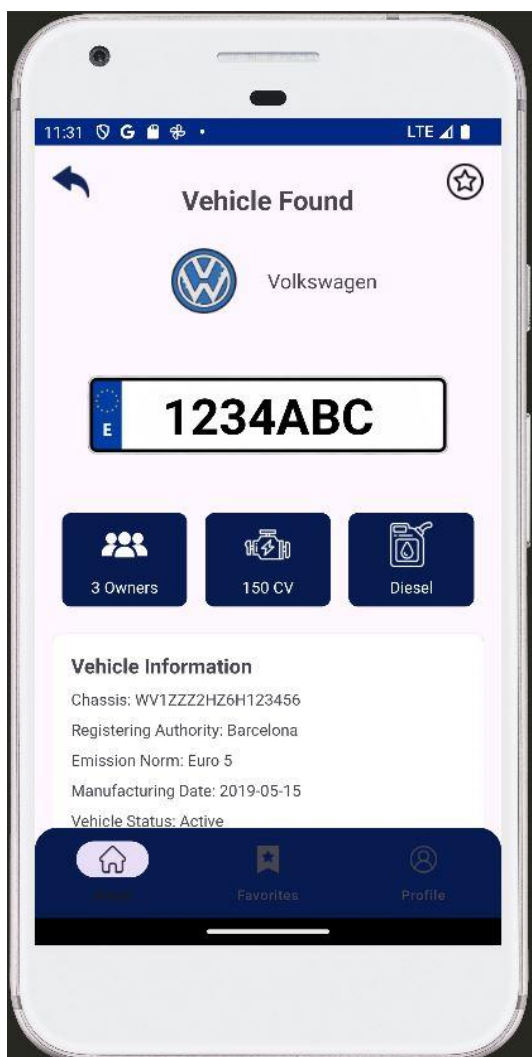 11:31 G LTE
Vehicle Found
Volkswagen
E 1234ABC
3 Owners 150 CV Diesel
Vehicle Information
Chassis: WV1ZZZ2HZ6H123456
Registering Authority: Barcelona
Emission Norm: Euro 5
Manufacturing Date: 2019-05-15
Vehicle Status: Active
Favorites Profile